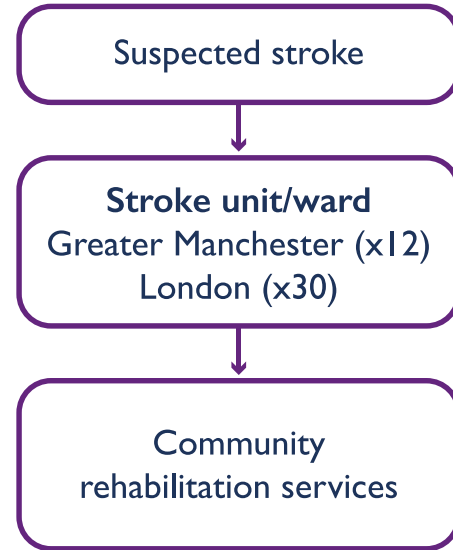 Suspected stroke
Stroke unit/ward
Greater Manchester (x12)
London (x30)
Community
rehabilitation services